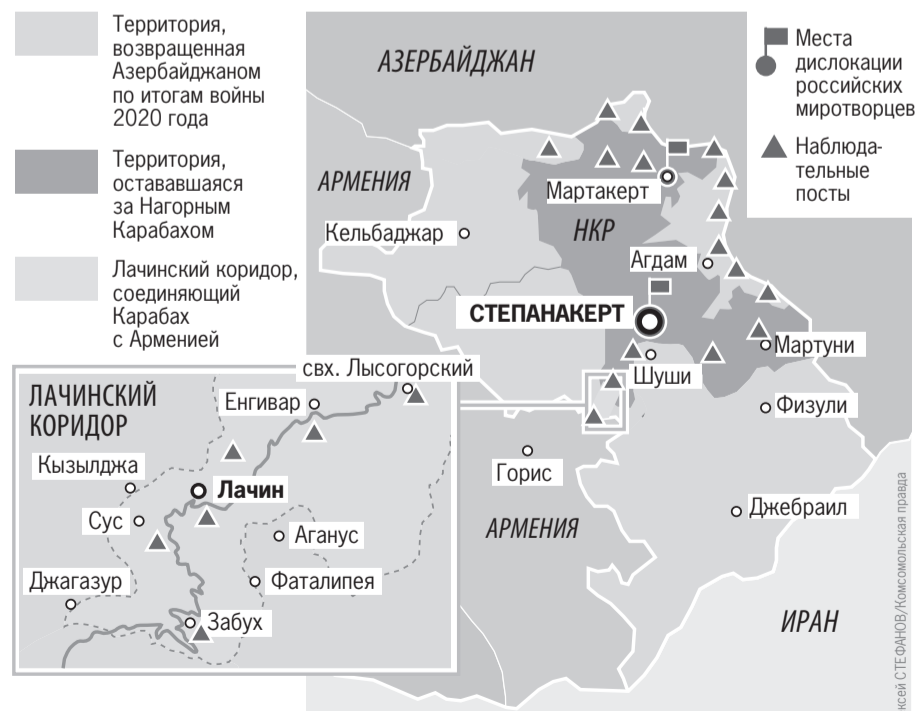 Территория,
возвращенная
Азербайджаном
по итогам войны
2020 года
Территория,
остававшаяся
за Нагорным
Карабахом
Лачинский коридор,
соединяющий
Карабах
с Арменией
АЗЕРБАЙДЖАН
Места
дислокации
российских
миротворцев
Наблюда-
тельные
посты
АРМЕНИЯ
Мартакерт
Кельбаджар
НКР
Агдам
СТЕПАНАКЕРТ
Мартуни
Шуши
Физули
Горис
Джебраил
АРМЕНИЯ
ИРАН
ЛАЧИНСКИЙ
КОРИДОР
свх. Лысогорский
Енгивар
Кызылджа
Лачин
Сус
Аганус
Джагазур
Фаталипея
Забух
ксей СТЕФАНОВ/Комсомольская правда